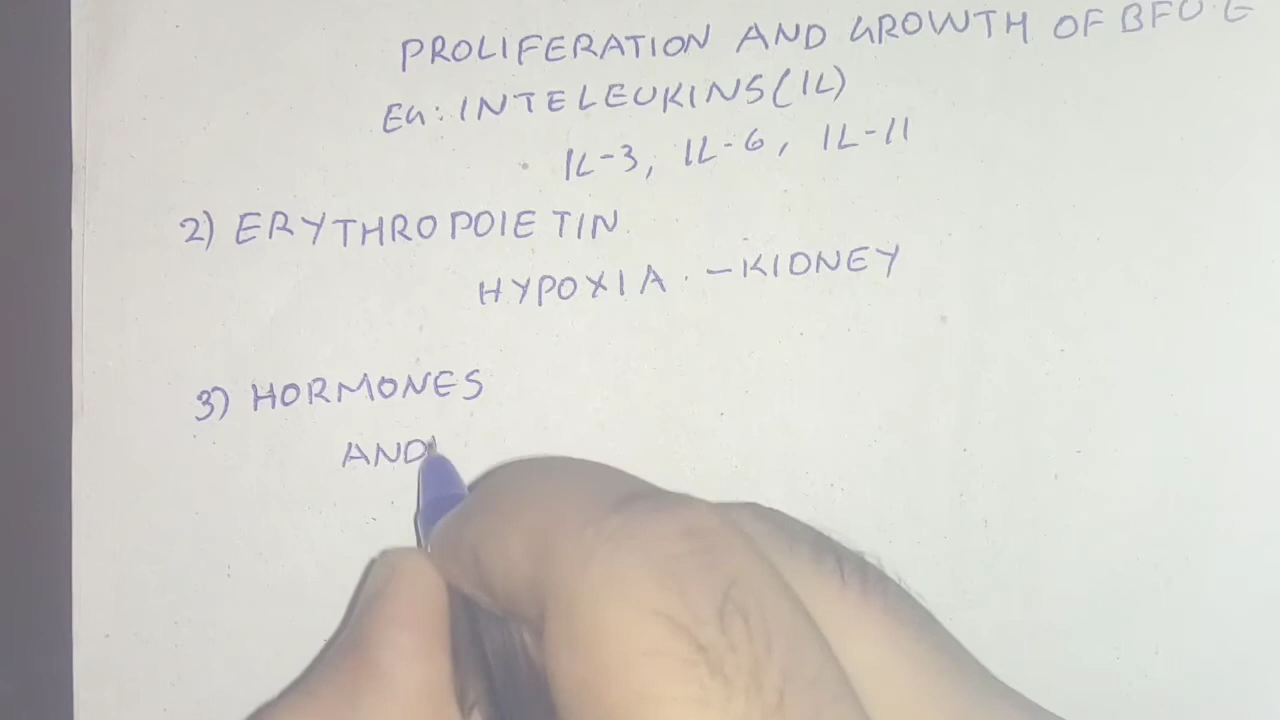 PROLIFERATION AND GROWTH OF BFU-E
EG: INTELEUKINS (IL)
IL-3, IL-6, IL-11
2) ERYTHROPOIETIN
HYPOXIA - KIDNEY
3) HORMONES
AND